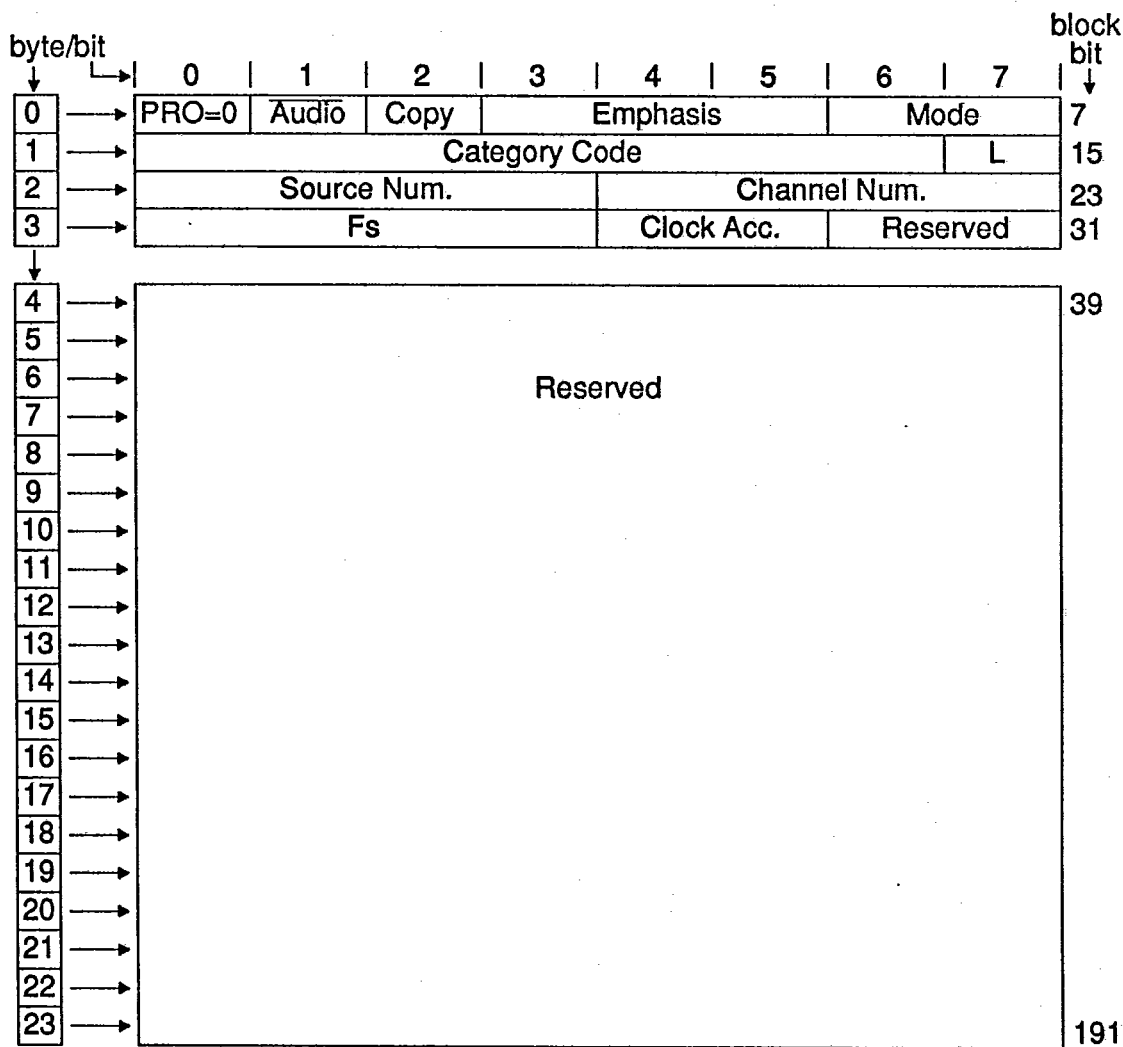 block
byte/bit bit
0 1 2 3 4 5 6 7
0 PRO=0 Audio Copy Emphasis Mode 7
1 Category Code L 15
2 Source Num. Channel Num. 23
3 Fs Clock Acc. Reserved 31
4 39
5
6 Reserved
7
8
9
10
11
12
13
14
15
16
17
18
19
20
21
22
23 191